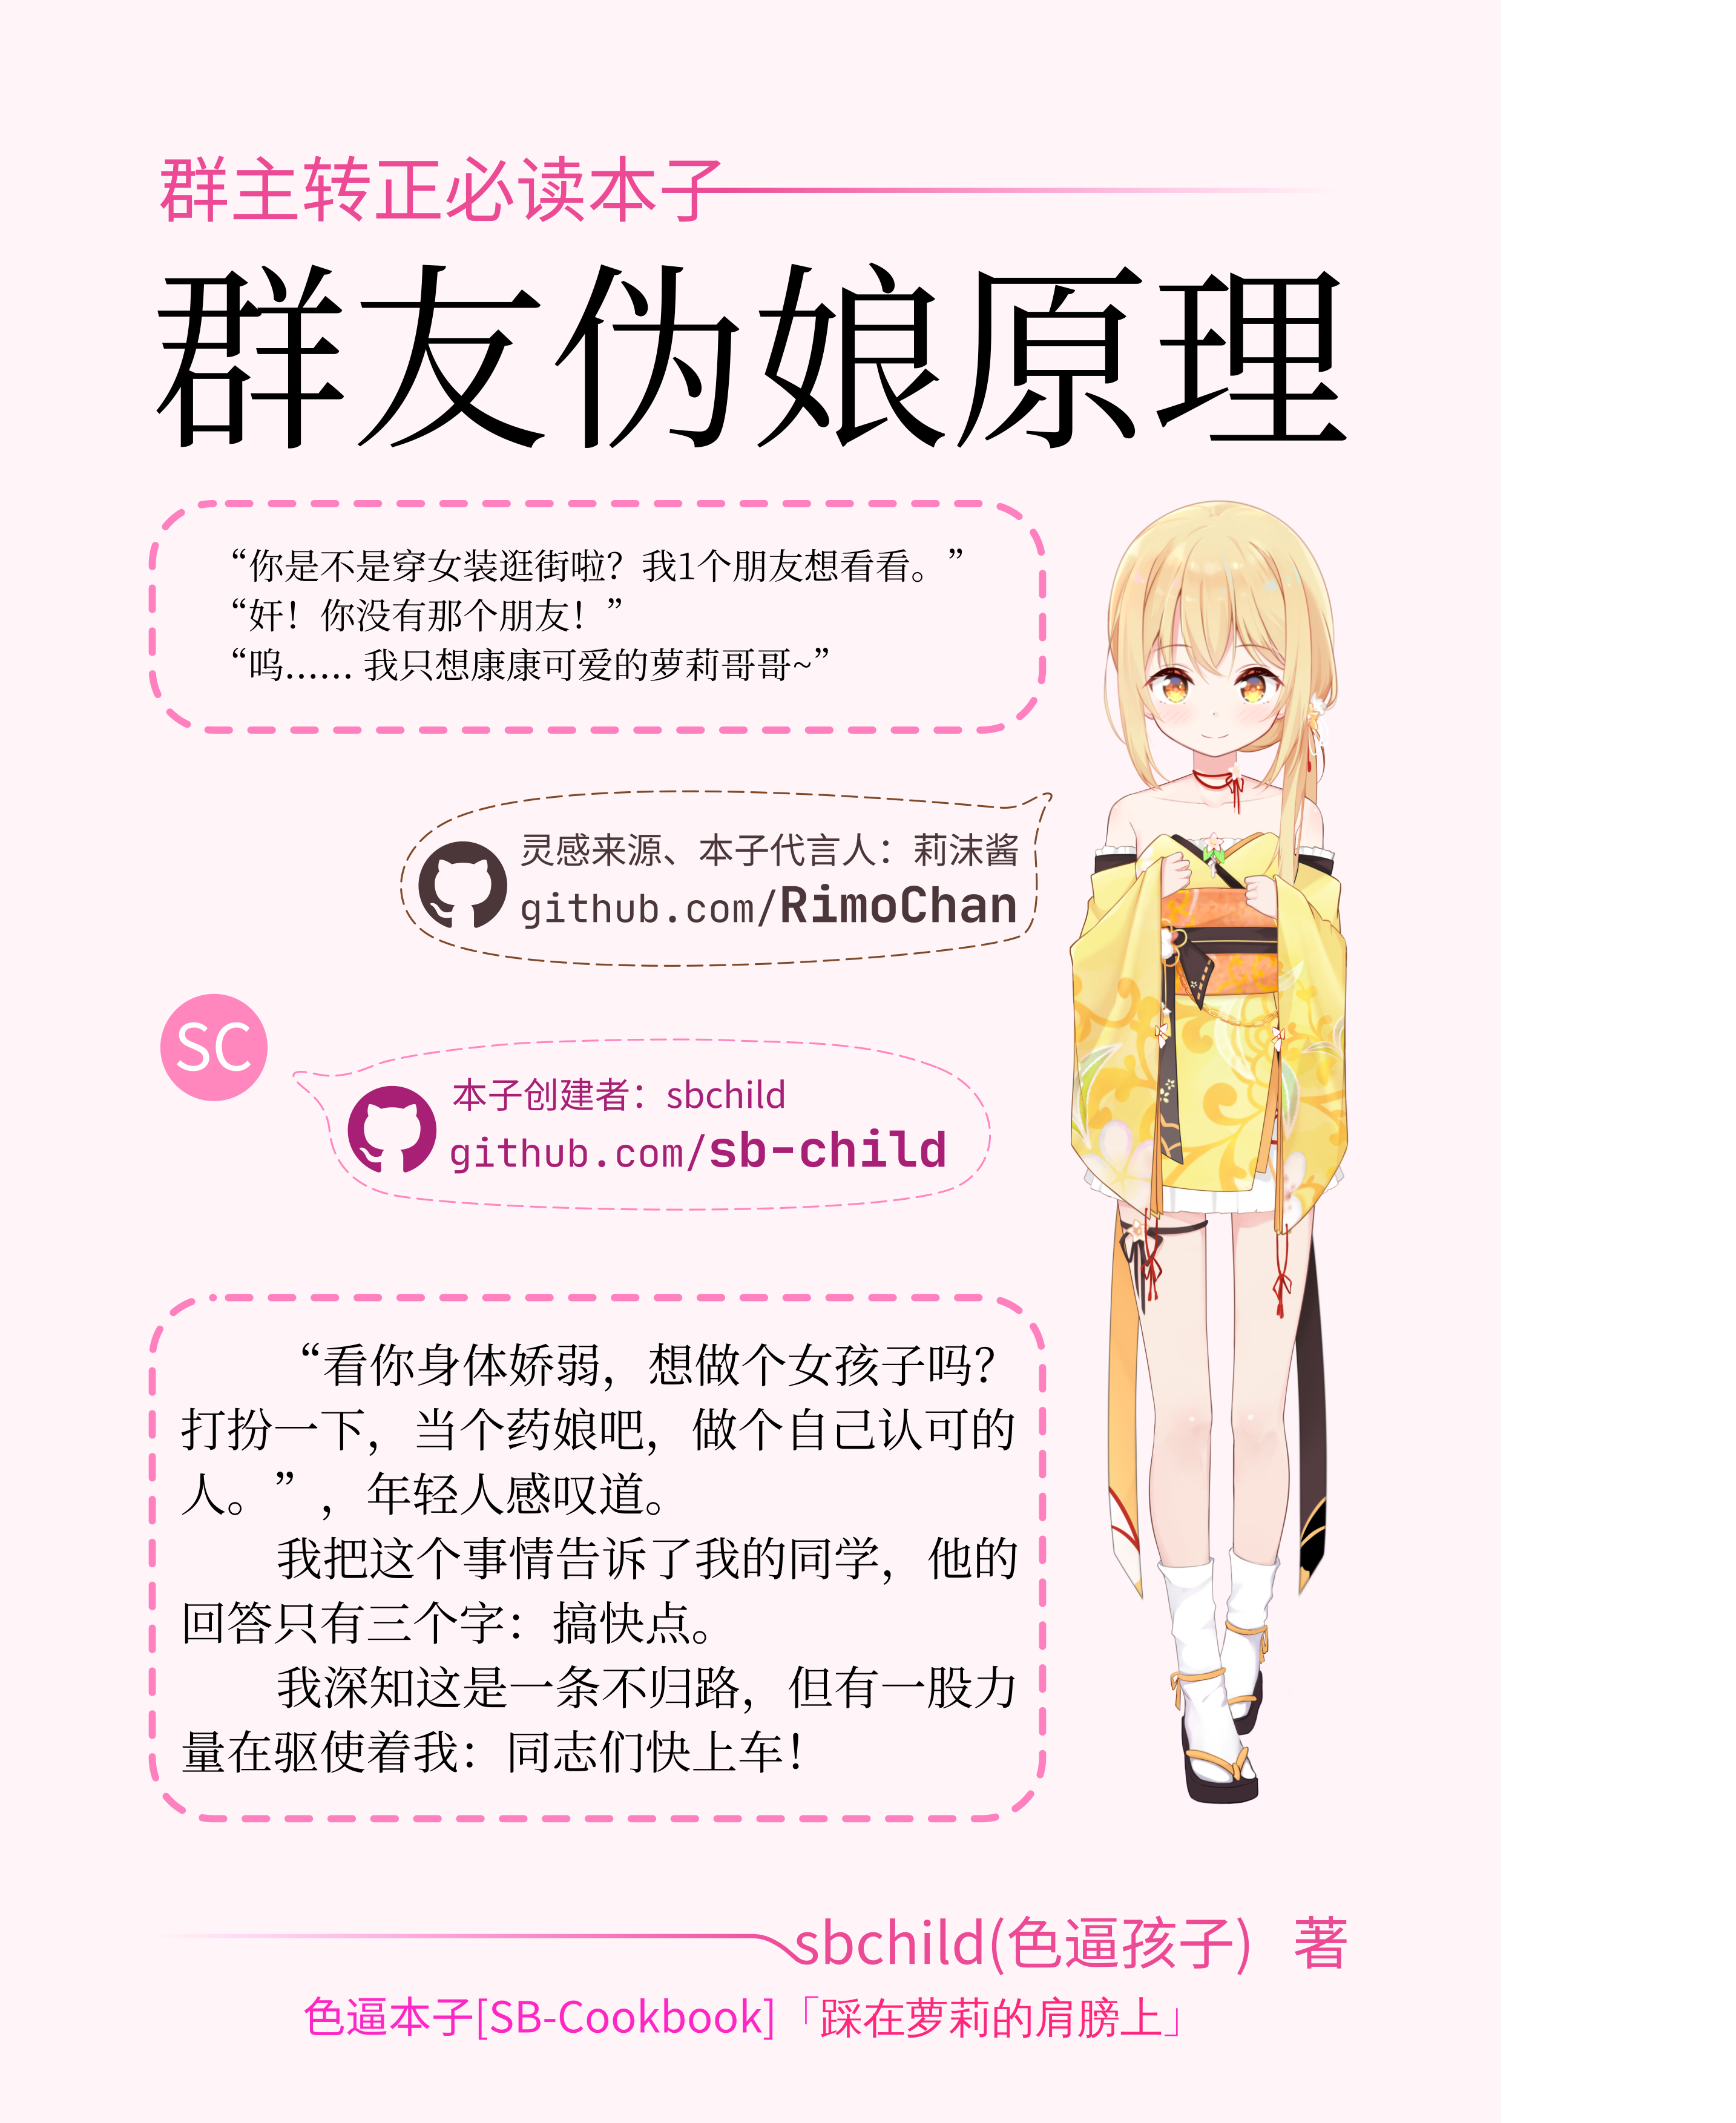 群主转正必读本子
群友伪娘原理
“你是不是穿女装逛街啦？我1个朋友想看看。”
“奸！你没有那个朋友！”
“呜…… 我只想康康可爱的萝莉哥哥~”
灵感来源、本子代言人：莉沫酱
github.com/RimoChan
SC
本子创建者：sbchild
github.com/sb-child
“看你身体娇弱，想做个女孩子吗？
打扮一下，当个药娘吧，做个自己认可的
人。”，年轻人感叹道。
我把这个事情告诉了我的同学，他的
回答只有三个字：搞快点。
我深知这是一条不归路，但有一股力
量在驱使着我：同志们快上车！
sbchild(色逼孩子) 著
色逼本子[SB-Cookbook]「踩在萝莉的肩膀上」